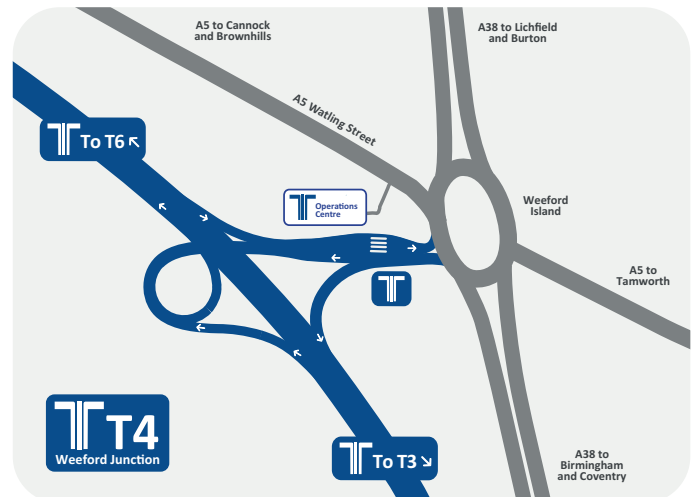 A5 to Cannock
and Brownhills
A38 to Lichfield
and Burton
A5 Watling Street
To T6
Operations
Centre
Weeford
Island
A5 to
Tamworth
T4
Weeford Junction
To T3
A38 to
Birmingham
and Coventry